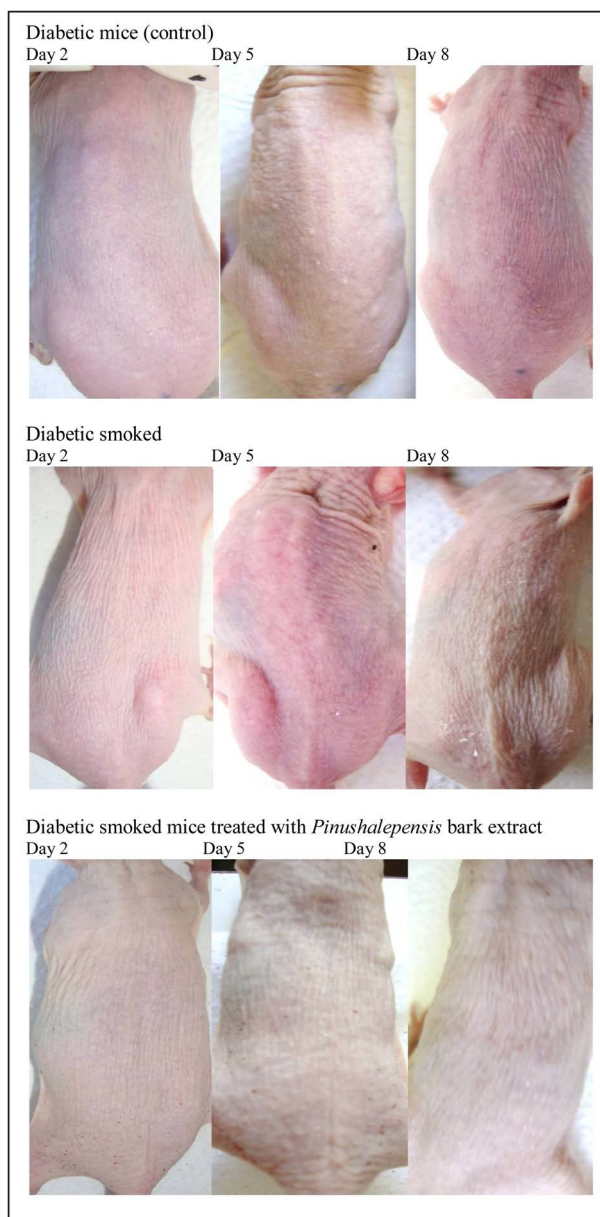 Diabetic mice (control)
Day 2 Day 5 Day 8
Diabetic smoked
Day 2 Day 5 Day 8
Diabetic smoked mice treated with Pinushalepensis bark extract
Day 2 Day 5 Day 8